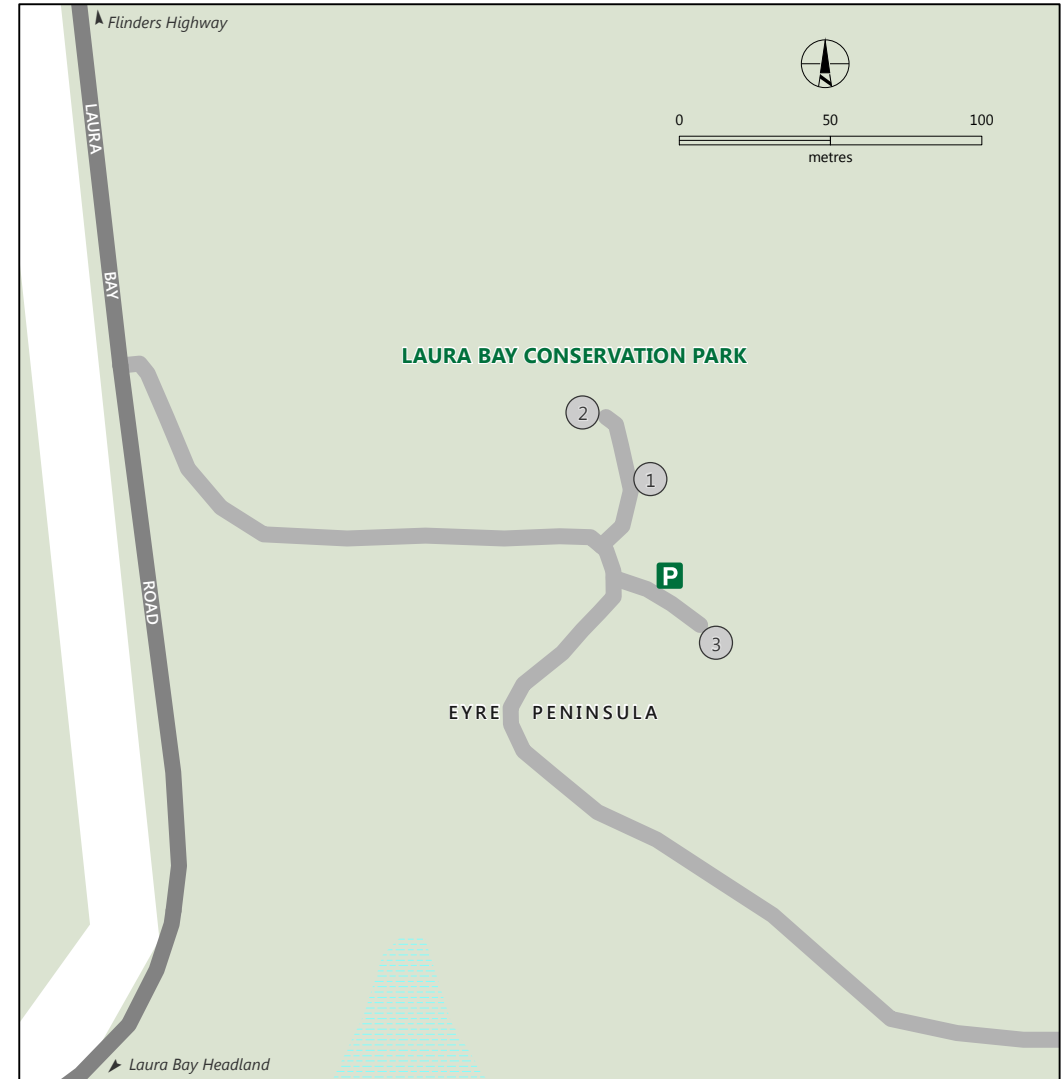 Flinders Highway
0 50 100
metres
LAURA
BAY
ROAD
LAURA BAY CONSERVATION PARK
2
1
P
3
EYRE PENINSULA
Laura Bay Headland